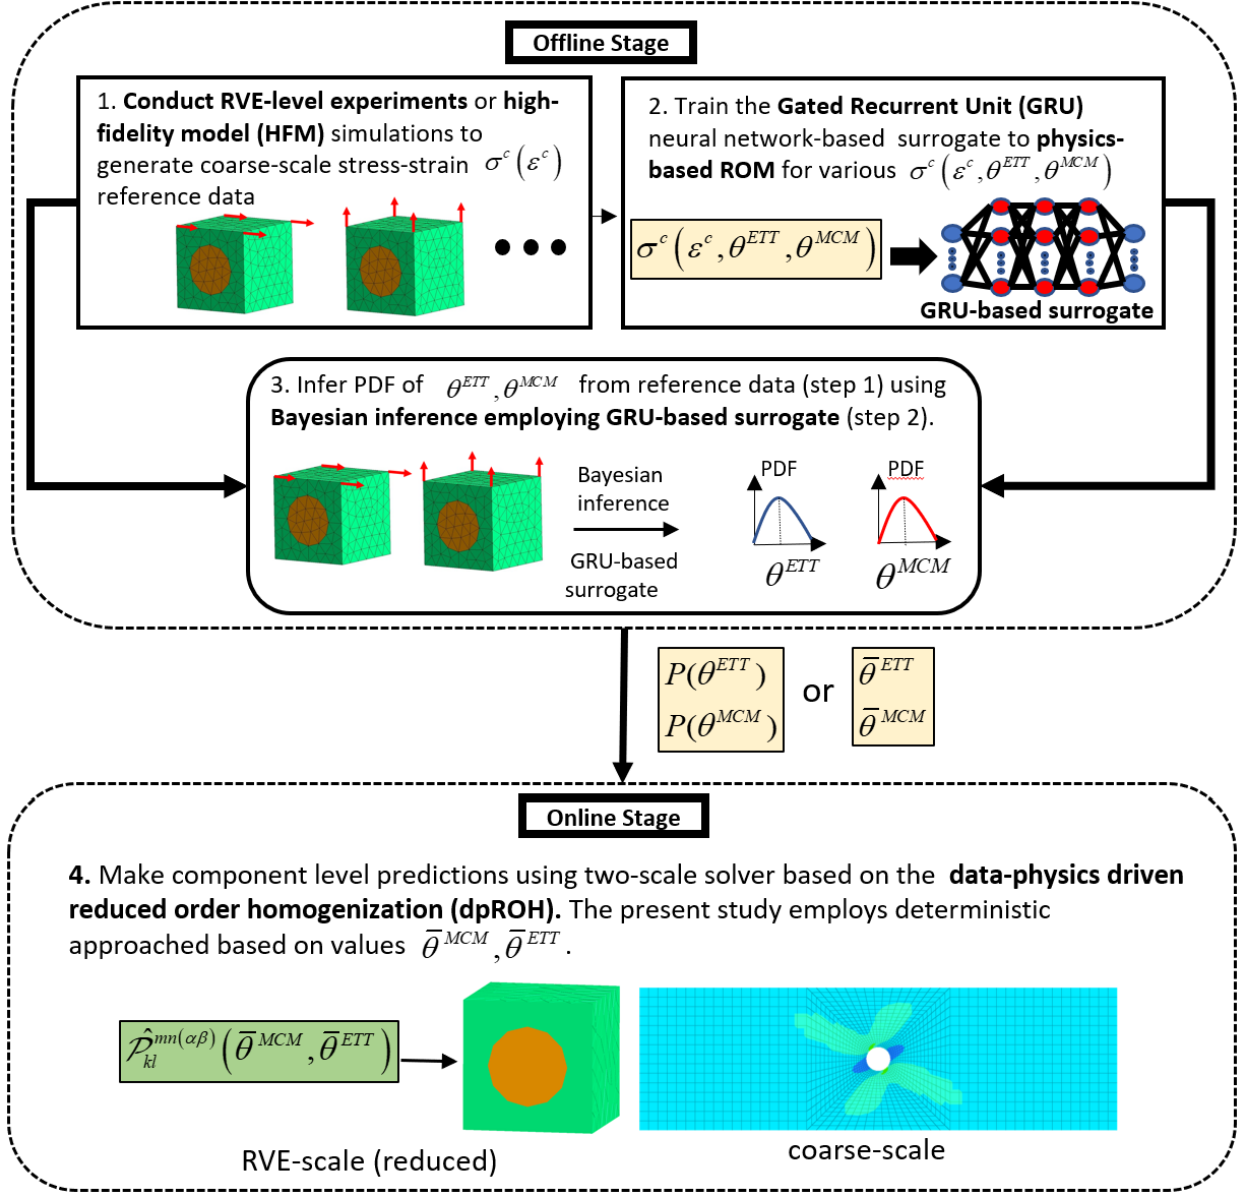 Offline Stage
1. Conduct RVE-level experiments or high-
fidelity model (HFM) simulations to
generate coarse-scale stress-strain σ^c(ε^c)
reference data
2. Train the Gated Recurrent Unit (GRU)
neural network-based surrogate to physics-
based ROM for various σ^c(ε^c, θ^ETT, θ^MCM)
σ^c(ε^c, θ^ETT, θ^MCM)
GRU-based surrogate
3. Infer PDF of θ^ETT, θ^MCM from reference data (step 1) using
Bayesian inference employing GRU-based surrogate (step 2).
Bayesian
inference
GRU-based
surrogate
PDF
θ^ETT
PDF
θ^MCM
P(θ^ETT)
P(θ^MCM)
or
θ̄^ETT
θ̄^MCM
Online Stage
4. Make component level predictions using two-scale solver based on the data-physics driven
reduced order homogenization (dpROH). The present study employs deterministic
approached based on values θ̄^MCM, θ̄^ETT.
𝒫̂_kl^mn(αβ)(θ̄^MCM, θ̄^ETT)
RVE-scale (reduced)
coarse-scale